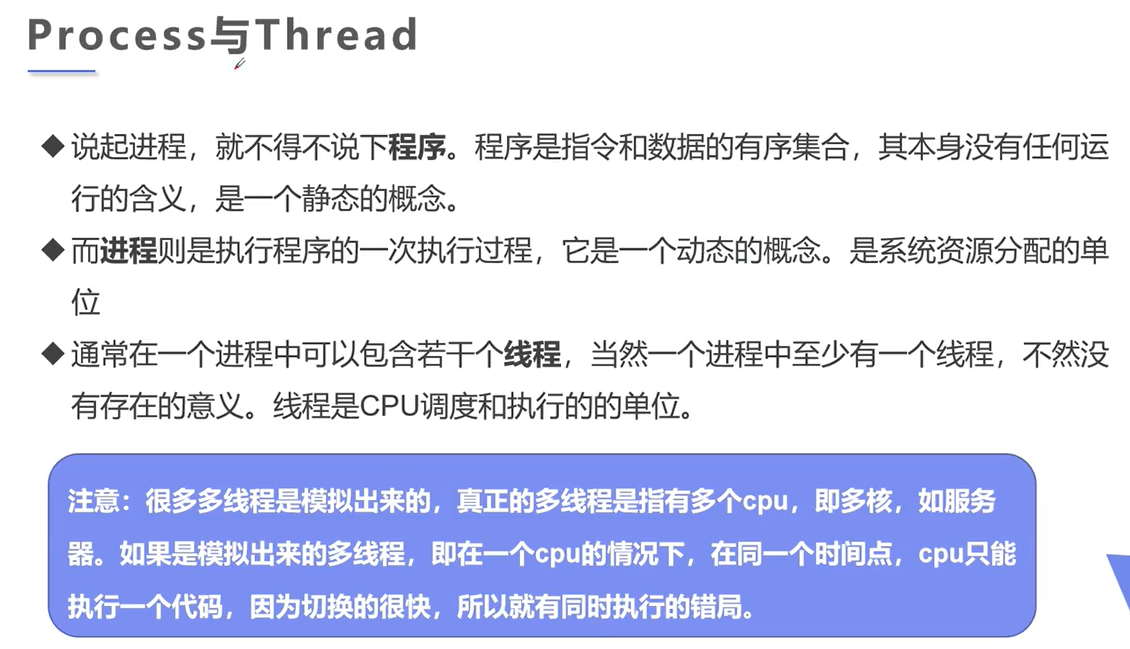 Process与Thread
◆说起进程，就不得不说下程序。程序是指令和数据的有序集合，其本身没有任何运
行的含义，是一个静态的概念。
◆而进程则是执行程序的一次执行过程，它是一个动态的概念。是系统资源分配的单
位
◆通常在一个进程中可以包含若干个线程，当然一个进程中至少有一个线程，不然没
有存在的意义。线程是CPU调度和执行的的单位。
注意：很多多线程是模拟出来的，真正的多线程是指有多个cpu，即多核，如服务
器。如果是模拟出来的多线程，即在一个cpu的情况下，在同一个时间点，cpu只能
执行一个代码，因为切换的很快，所以就有同时执行的错局。